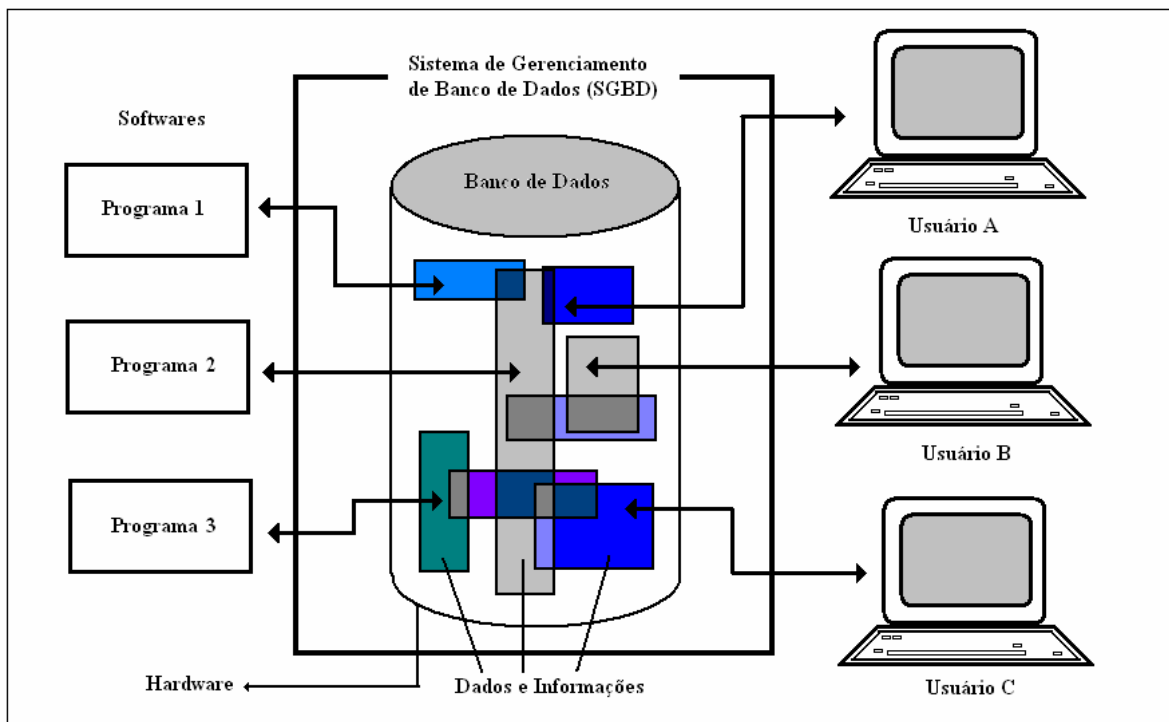 Sistema de Gerenciamento
de Banco de Dados (SGBD)
Softwares
Banco de Dados
Programa 1
Usuário A
Programa 2
Usuário B
Programa 3
Hardware
Dados e Informações
Usuário C